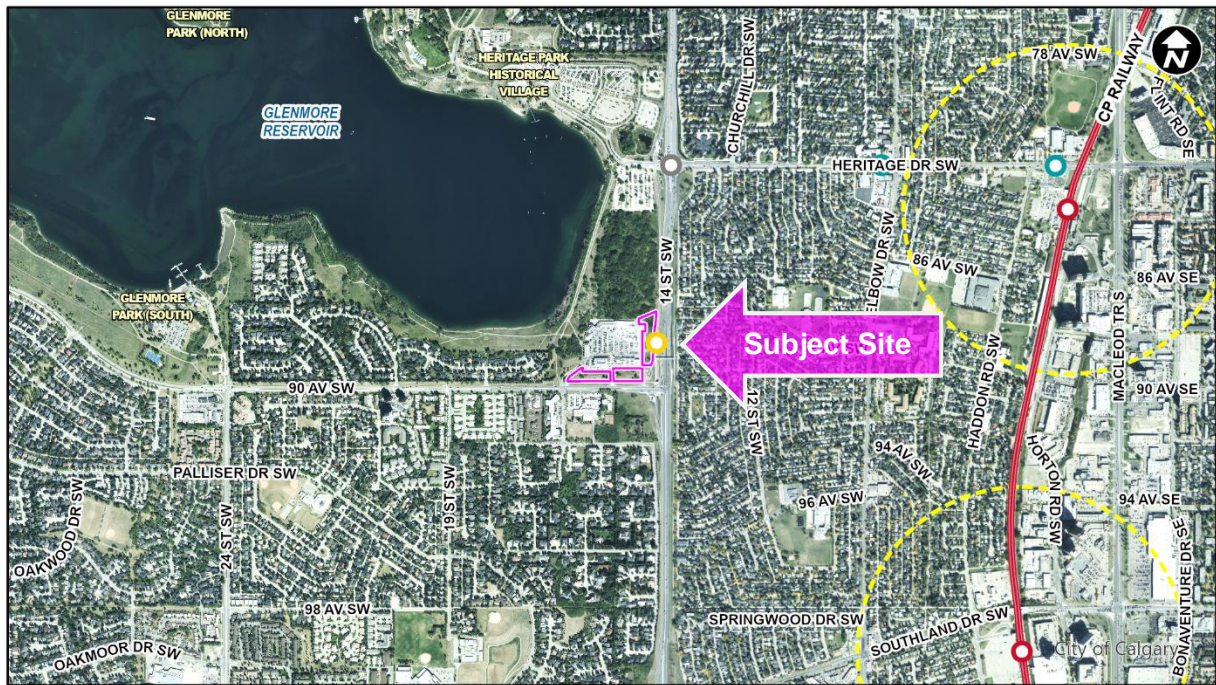 GLENMORE
PARK (NORTH)
HERITAGE PARK
HISTORICAL
VILLAGE
GLENMORE
RESERVOIR
CHURCHILL DR SW
78 AV SW
CP RAILWAY
FLINT RD SE
N
HERITAGE DR SW
14 ST SW
ELBOW DR SW
86 AV SW
86 AV SE
GLENMORE
PARK (SOUTH)
Subject Site
MACLEOD TR S
90 AV SW
90 AV SE
12 ST SW
HADDON RD SW
HORTON RD SW
94 AV SW
PALLISER DR SW
19 ST SW
96 AV SW
94 AV SE
OAKWOOD DR SW
24 ST SW
BONAVENTURE DR SE
98 AV SW
SPRINGWOOD DR SW
SOUTHLAND DR SW
OAKMOOR DR SW
City of Calgary